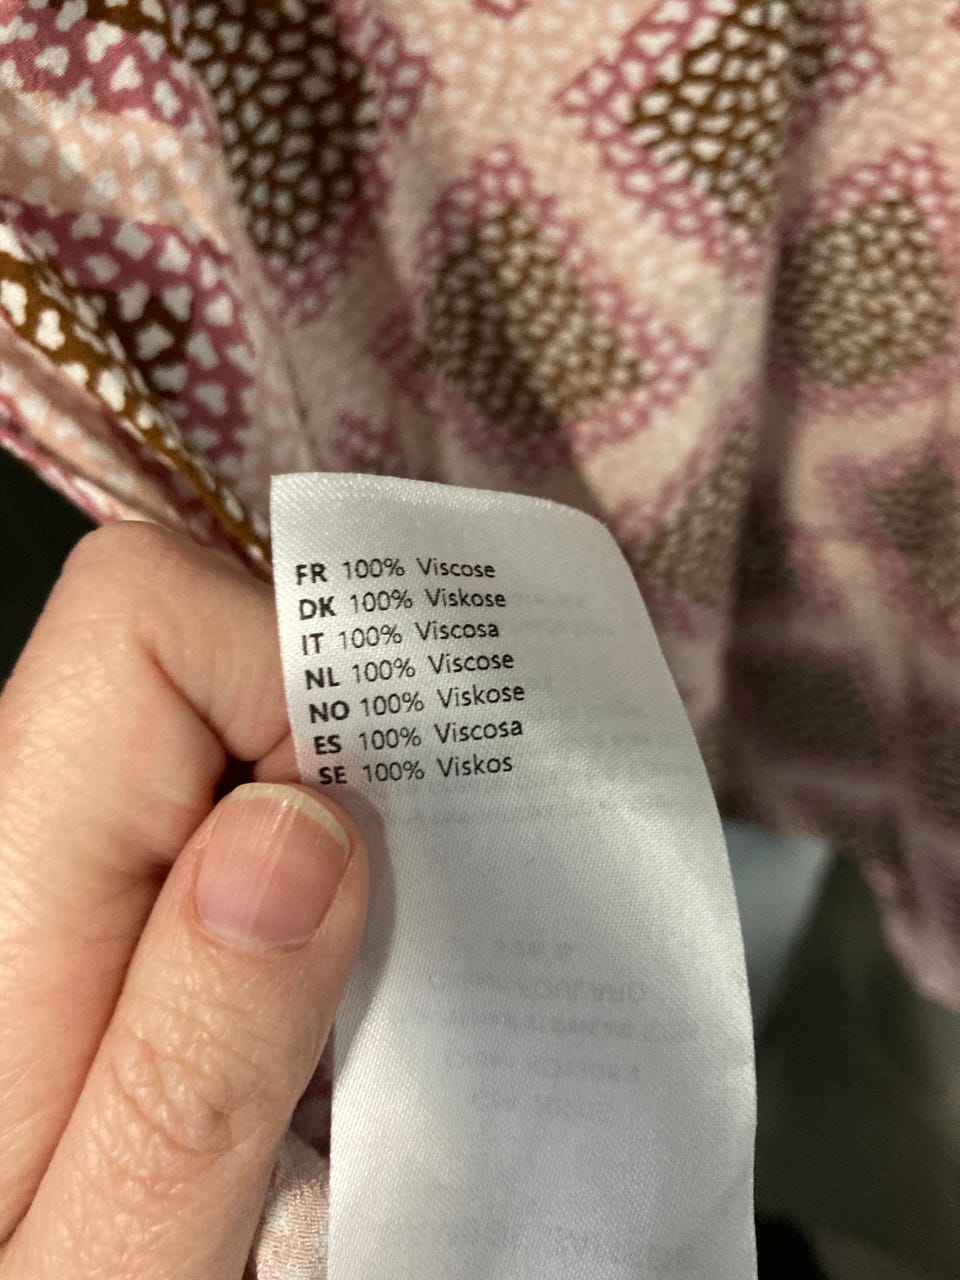 FR 100% Viscose
DK 100% Viskose
IT 100% Viscosa
NL 100% Viscose
NO 100% Viskose
ES 100% Viscosa
SE 100% Viskos